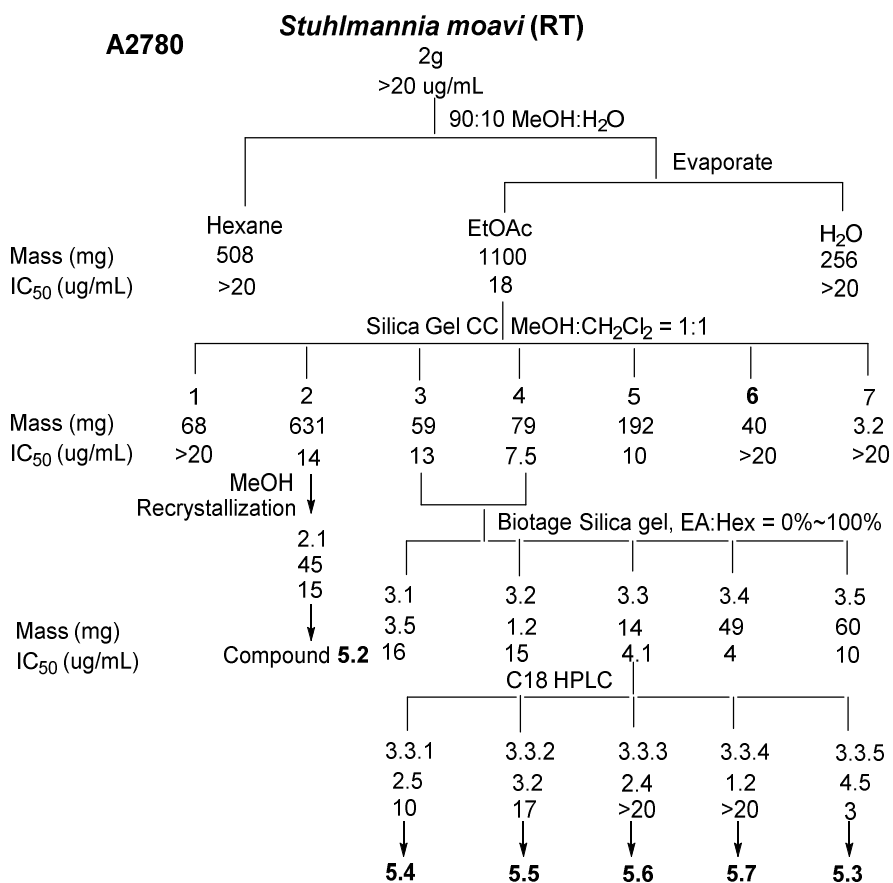 Stuhlmannia moavi (RT)
A2780
2g
>20 ug/mL
90:10 MeOH:H₂O
Evaporate
Hexane EtOAc H₂O
Mass (mg) 508 1100 256
IC₅₀ (ug/mL) >20 18 >20
Silica Gel CC MeOH:CH₂Cl₂ = 1:1
1 2 3 4 5 6 7
Mass (mg) 68 631 59 79 192 40 3.2
IC₅₀ (ug/mL) >20 14 13 7.5 10 >20 >20
MeOH
Recrystallization
Biotage Silica gel, EA:Hex = 0%~100%
2.1
45
15
3.1 3.2 3.3 3.4 3.5
Mass (mg) 3.5 1.2 14 49 60
IC₅₀ (ug/mL) Compound 5.2 16 15 4.1 4 10
C18 HPLC
3.3.1 3.3.2 3.3.3 3.3.4 3.3.5
2.5 3.2 2.4 1.2 4.5
10 17 >20 >20 3
5.4 5.5 5.6 5.7 5.3